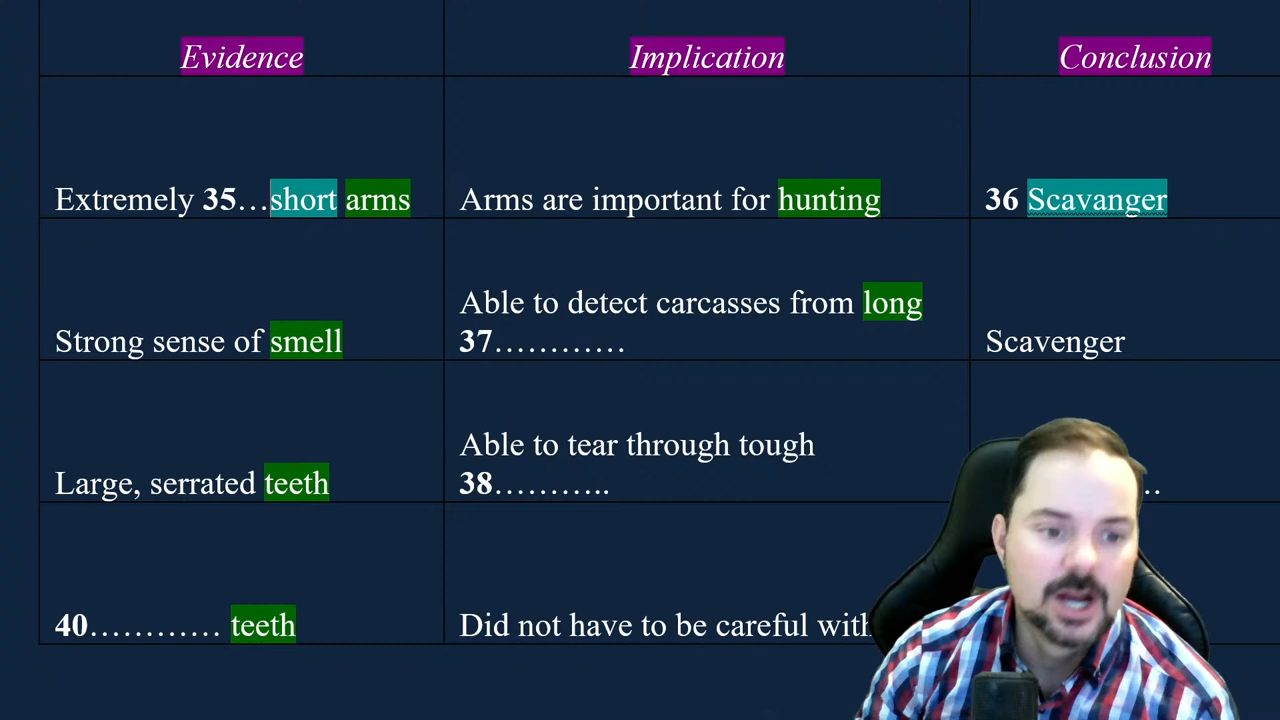 Evidence Implication Conclusion
Extremely 35…short arms Arms are important for hunting 36 Scavanger
Able to detect carcasses from long
Strong sense of smell 37………… Scavenger
Able to tear through tough
Large, serrated teeth 38……….. ..
40………… teeth Did not have to be careful with